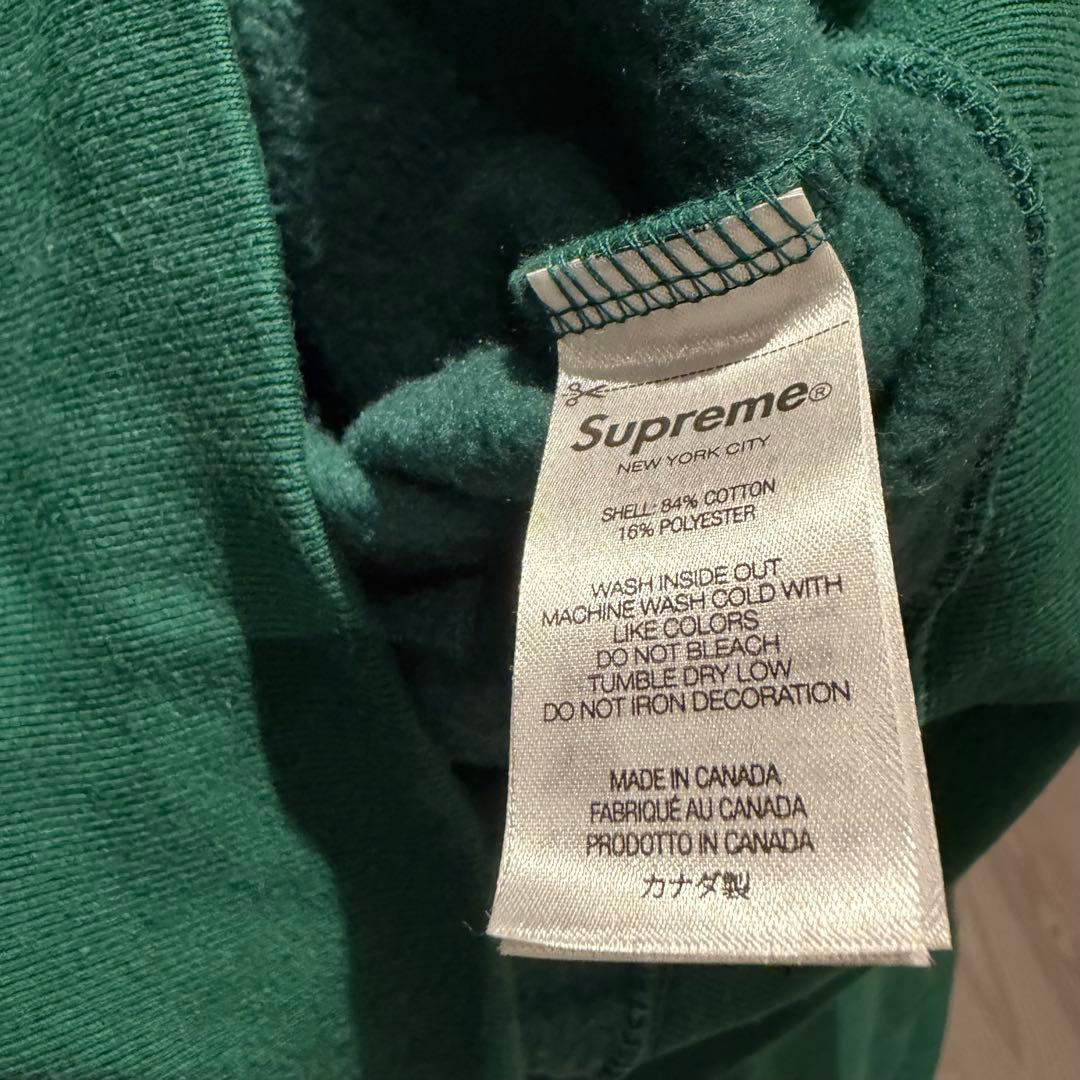 Supreme®
NEW YORK CITY
SHELL: 84% COTTON
16% POLYESTER
WASH INSIDE OUT
MACHINE WASH COLD WITH
LIKE COLORS
DO NOT BLEACH
TUMBLE DRY LOW
DO NOT IRON DECORATION
MADE IN CANADA
FABRIQUÉ AU CANADA
PRODOTTO IN CANADA
カナダ製